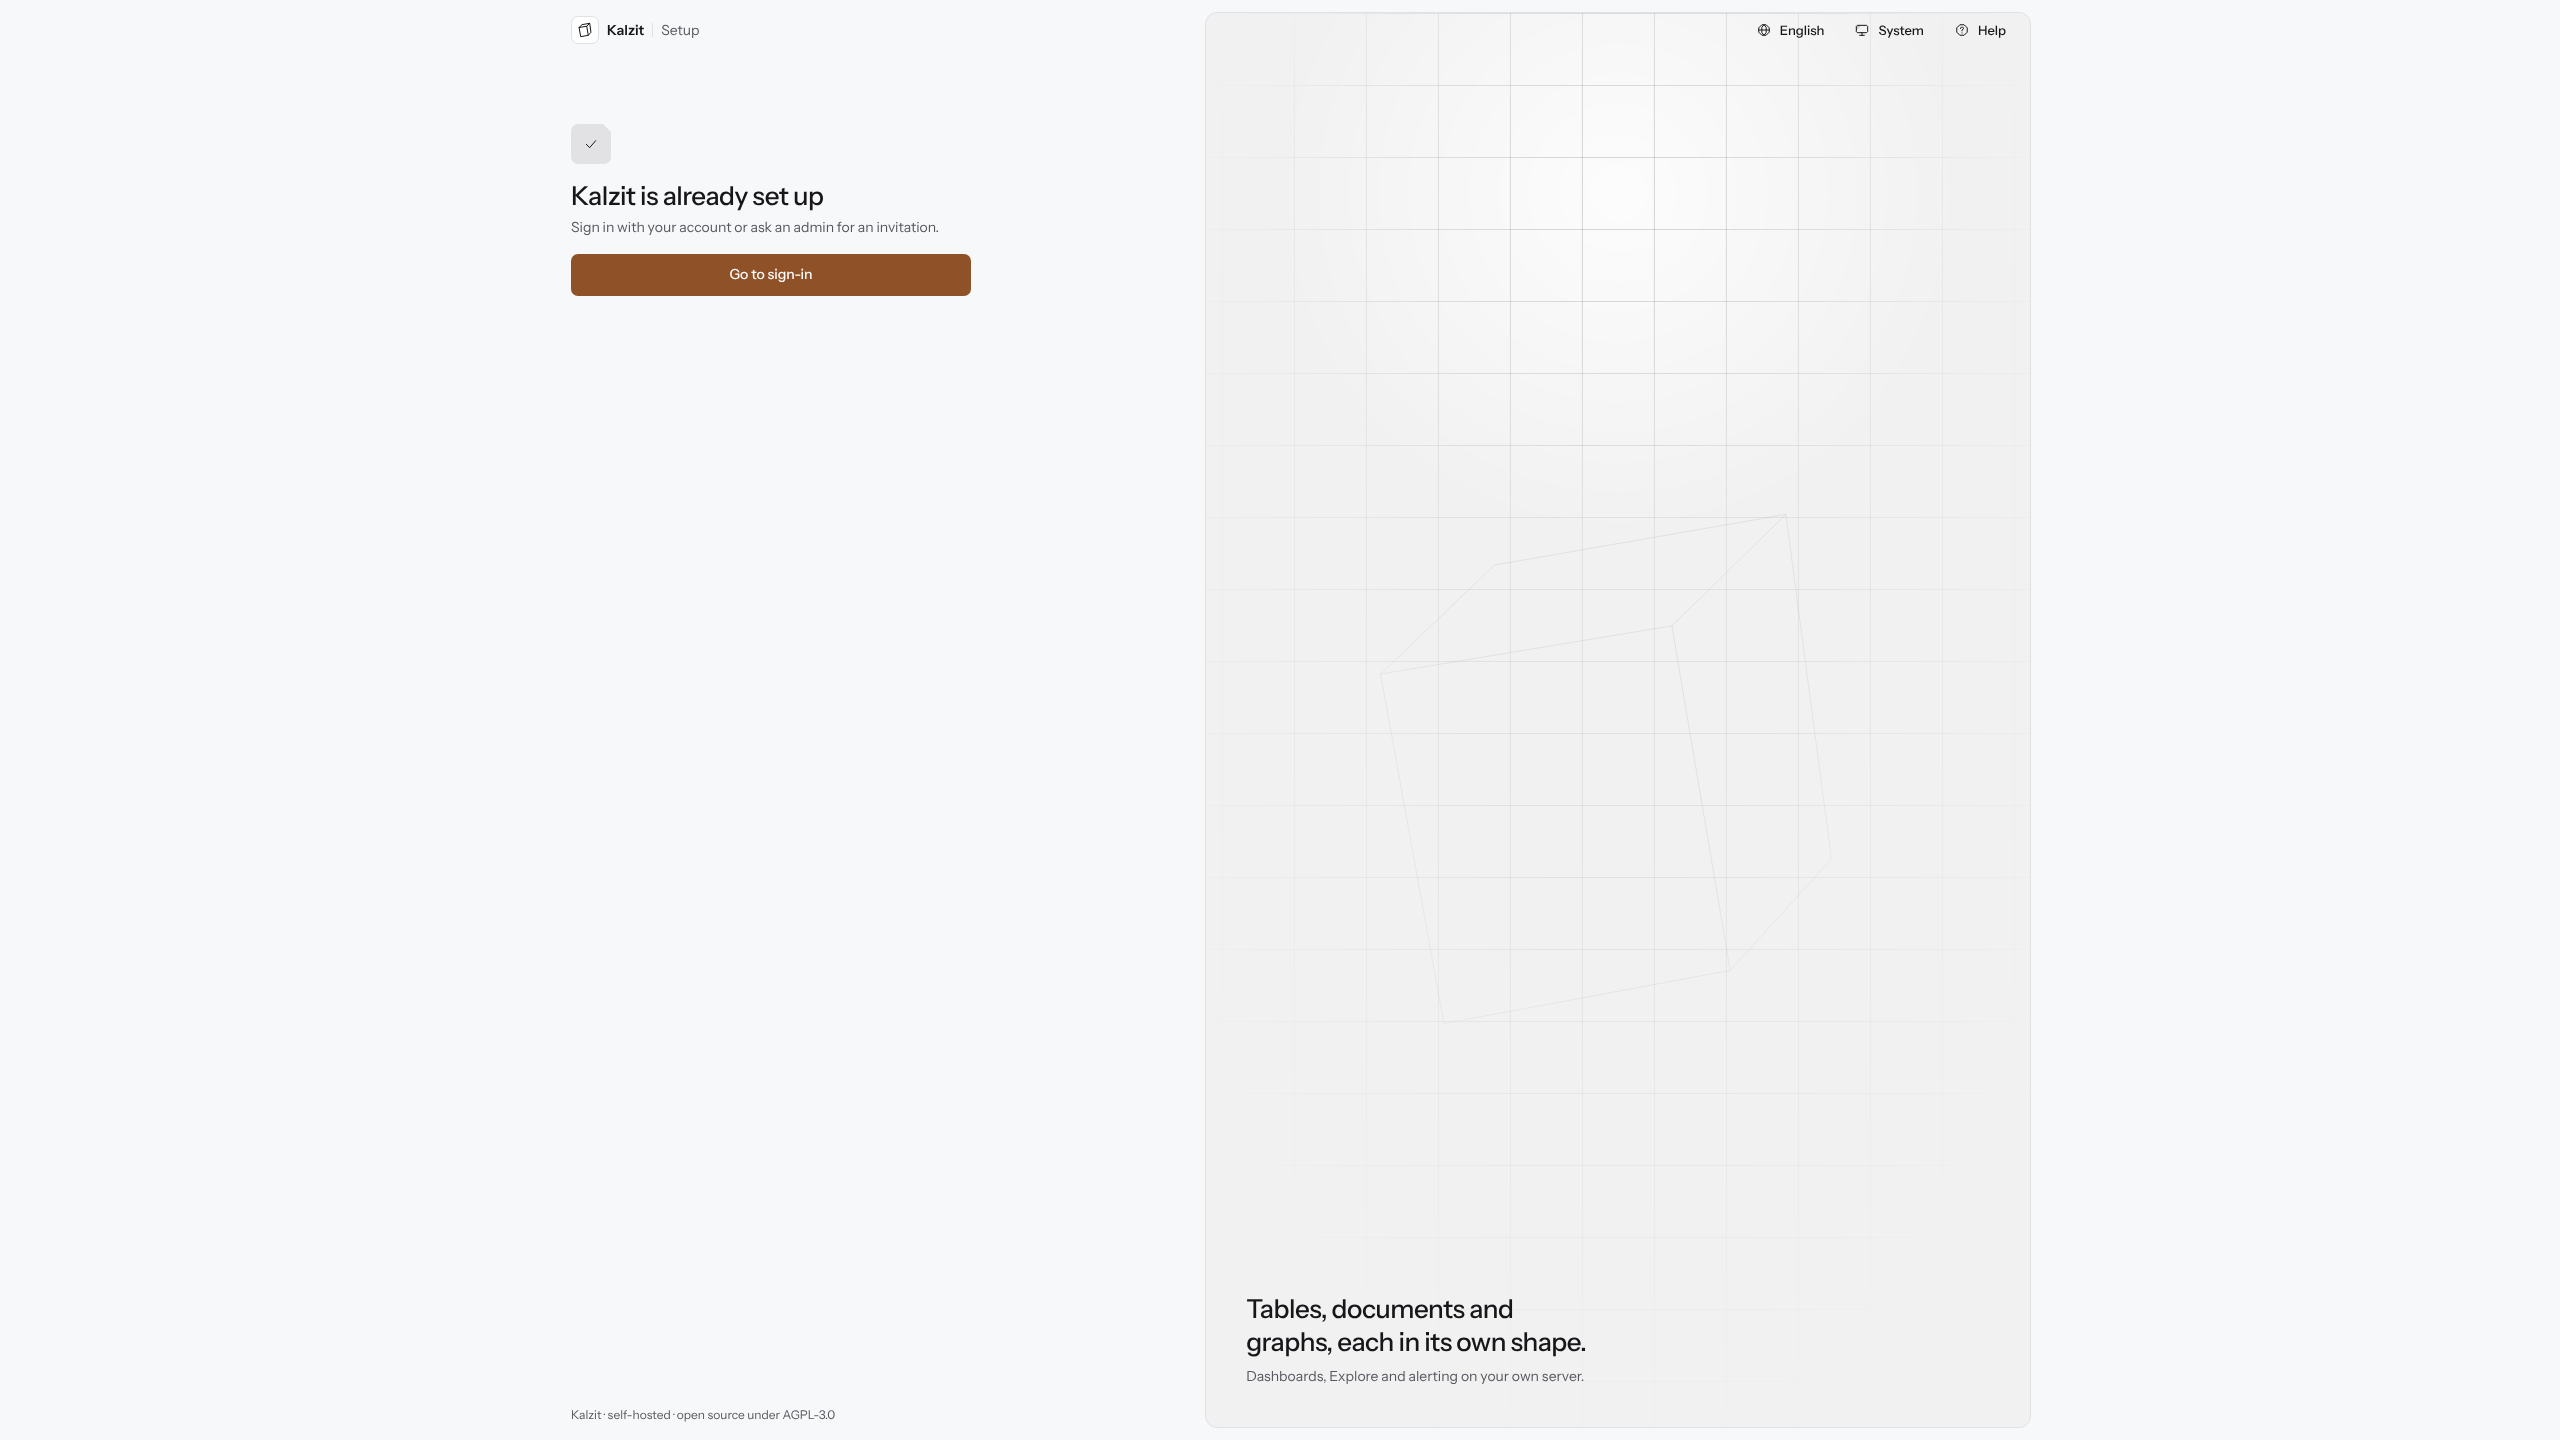 Kalzit
Setup
English
System
Help
Kalzit is already set up
Sign in with your account or ask an admin for an invitation.
Go to sign-in
Tables, documents and
graphs, each in its own shape.
Dashboards, Explore and alerting on your own server.
Kalzit · self-hosted · open source under AGPL-3.0